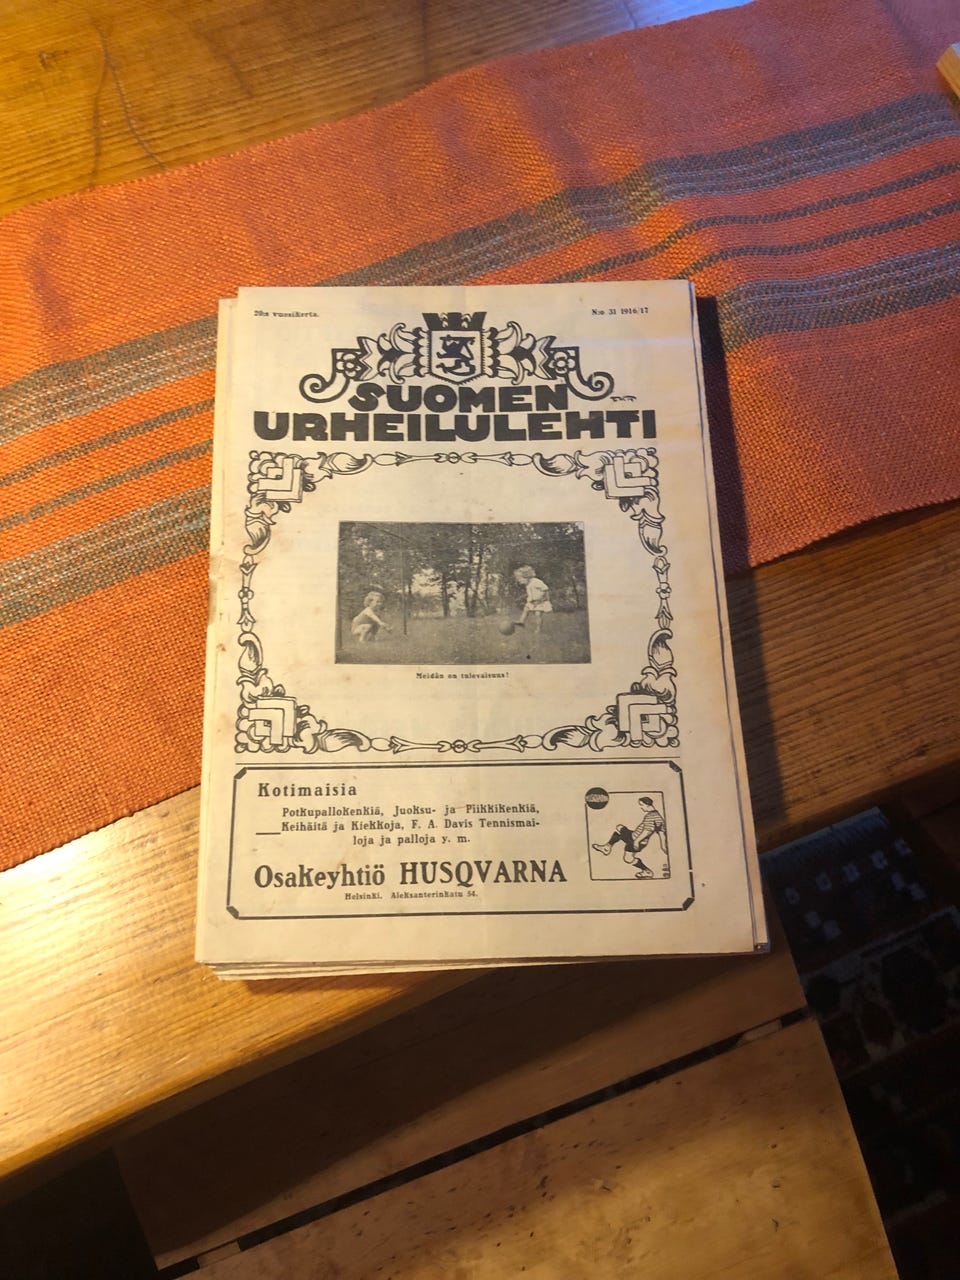 20:s vuosikerta.
N:o 31 1916/17
SUOMEN
URHEILULEHTI
Meidän on tulevaisuus!
Kotimaisia
Potkupallokenkiä, Juoksu- ja Piikkikenkiä,
Keihäitä ja Kiekkoja, F. A. Davis Tennismai-
loja ja palloja y. m.
Osakeyhtiö HUSQVARNA
Helsinki. Aleksanterinkatu 54.